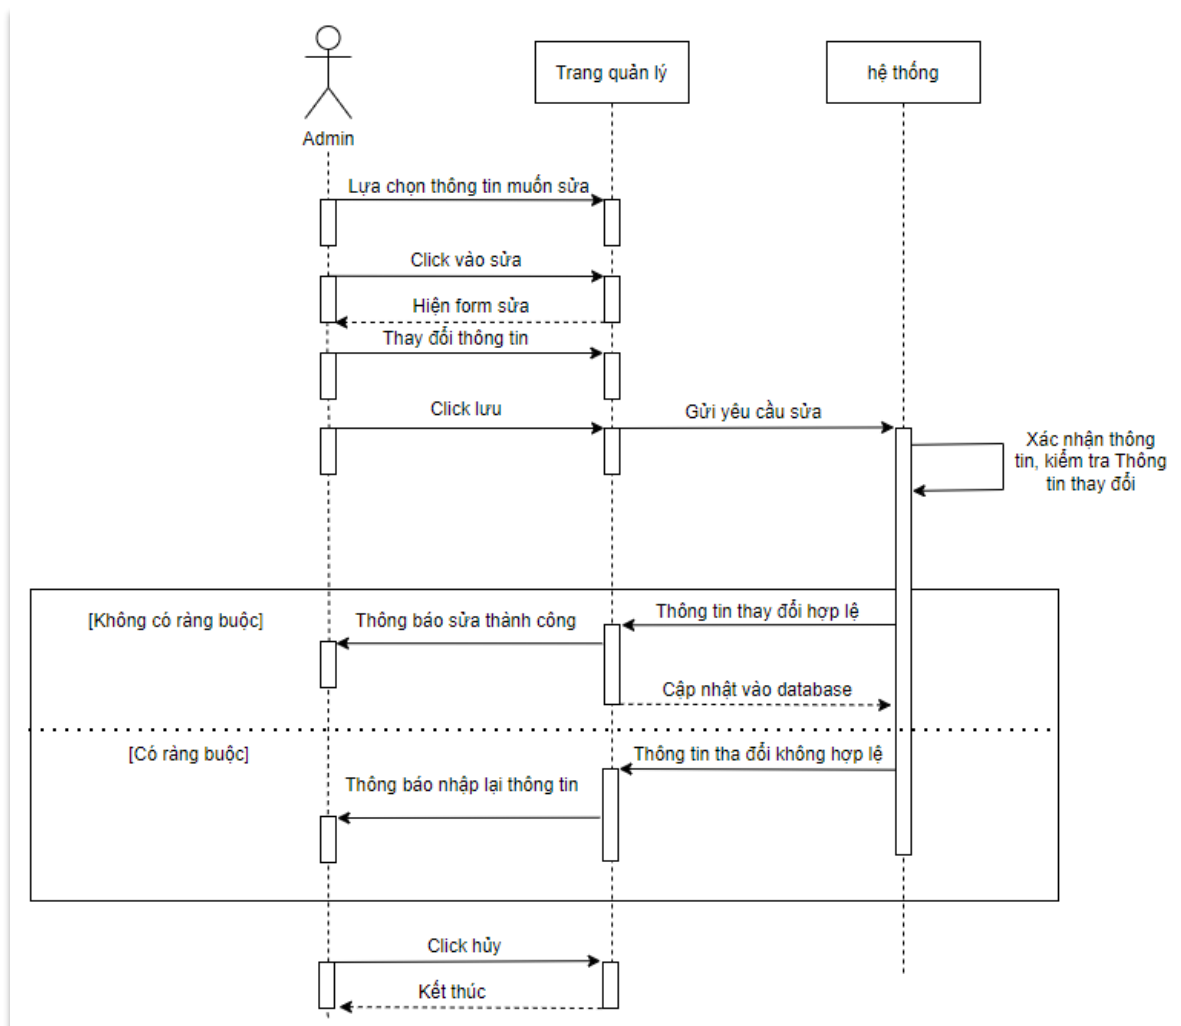 Trang quản lý
hệ thống
Admin
Lựa chọn thông tin muốn sửa
Click vào sửa
Hiện form sửa
Thay đổi thông tin
Click lưu
Gửi yêu cầu sửa
Xác nhận thông
tin, kiểm tra Thông
tin thay đổi
[Không có ràng buộc]
Thông báo sửa thành công
Thông tin thay đổi hợp lệ
Cập nhật vào database
[Có ràng buộc]
Thông tin tha đổi không hợp lệ
Thông báo nhập lại thông tin
Click hủy
Kết thúc